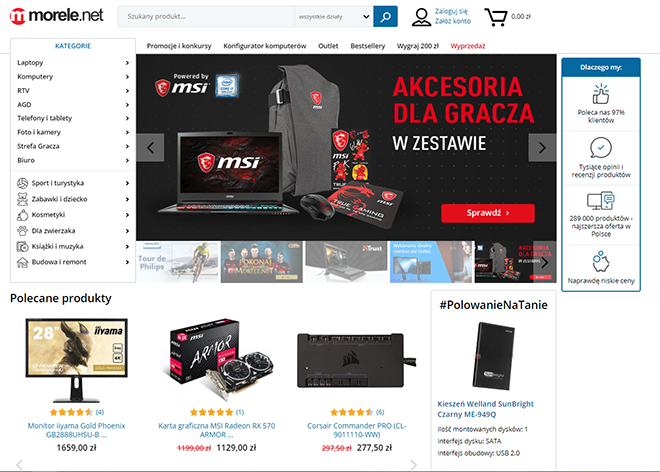 morele.net
Szukany produkt...
wszystkie działy
Zaloguj się
Załóż konto
0,00 zł
KATEGORIE
Promocje i konkursy
Konfigurator komputerów
Outlet
Bestsellery
Wygraj 200 zł
Wyprzedaż
Laptopy
Komputery
RTV
AGD
Telefony i tablety
Foto i kamery
Strefa Gracza
Biuro
Sport i turystyka
Zabawki i dziecko
Kosmetyki
Dla zwierzaka
Książki i muzyka
Budowa i remont
Powered by
msi
AKCESORIA
DLA GRACZA
W ZESTAWIE
msi
TRUE GAMING
Sprawdź
Dlaczego my:
Poleca nas 97%
klientów
Tysiące opinii i
recenzji produktów
289 000 produktów -
najszersza oferta w
Polsce
Naprawdę niskie ceny
Tour de
Philips
POKONAJ
MORELE.NET
Trust
AKCESORIA
DLA GRACZA
Polecane produkty
28"
iiyama
(4)
Monitor iiyama Gold Phoenix
GB2888UHSU-B ...
1659,00 zł
ARMOR
(1)
Karta graficzna MSI Radeon RX 570
ARMOR ...
1199,00 zł 1129,00 zł
(6)
Corsair Commander PRO (CL-
9011110-WW)
297,50 zł 277,50 zł
#PolowanieNaTanie
Kieszeń Welland SunBright
Czarny ME-949Q
Ilość montowanych dysków: 1
Interfejs dysku: SATA
Interfejs obudowy: USB 2.0